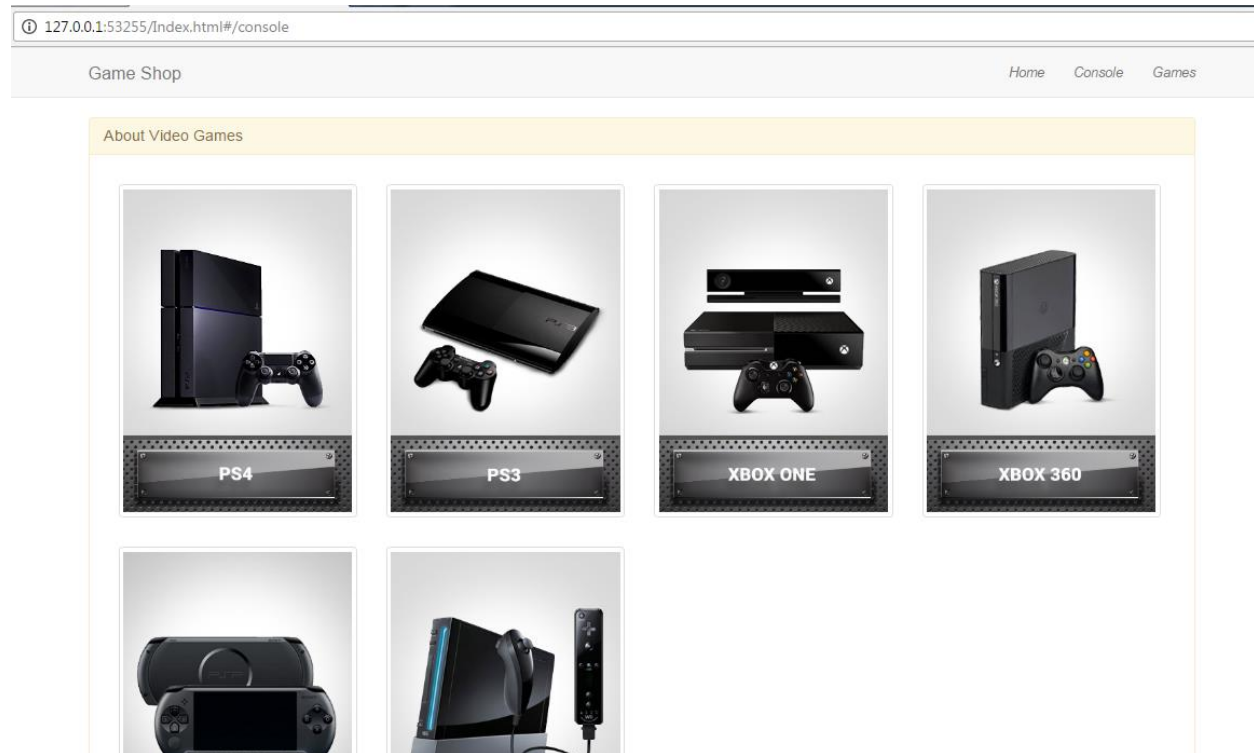 127.0.0.1:53255/Index.html#/console
Game Shop
Home Console Games
About Video Games
PS4
PS3
XBOX ONE
XBOX 360